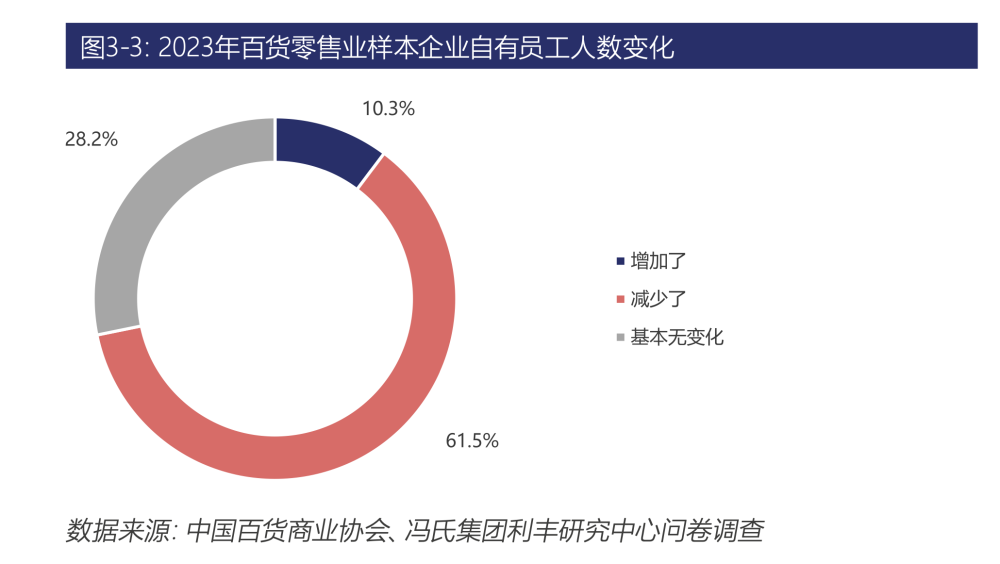 图3-3: 2023年百货零售业样本企业自有员工人数变化
10.3%
28.2%
增加了
减少了
基本无变化
61.5%
数据来源: 中国百货商业协会、冯氏集团利丰研究中心问卷调查